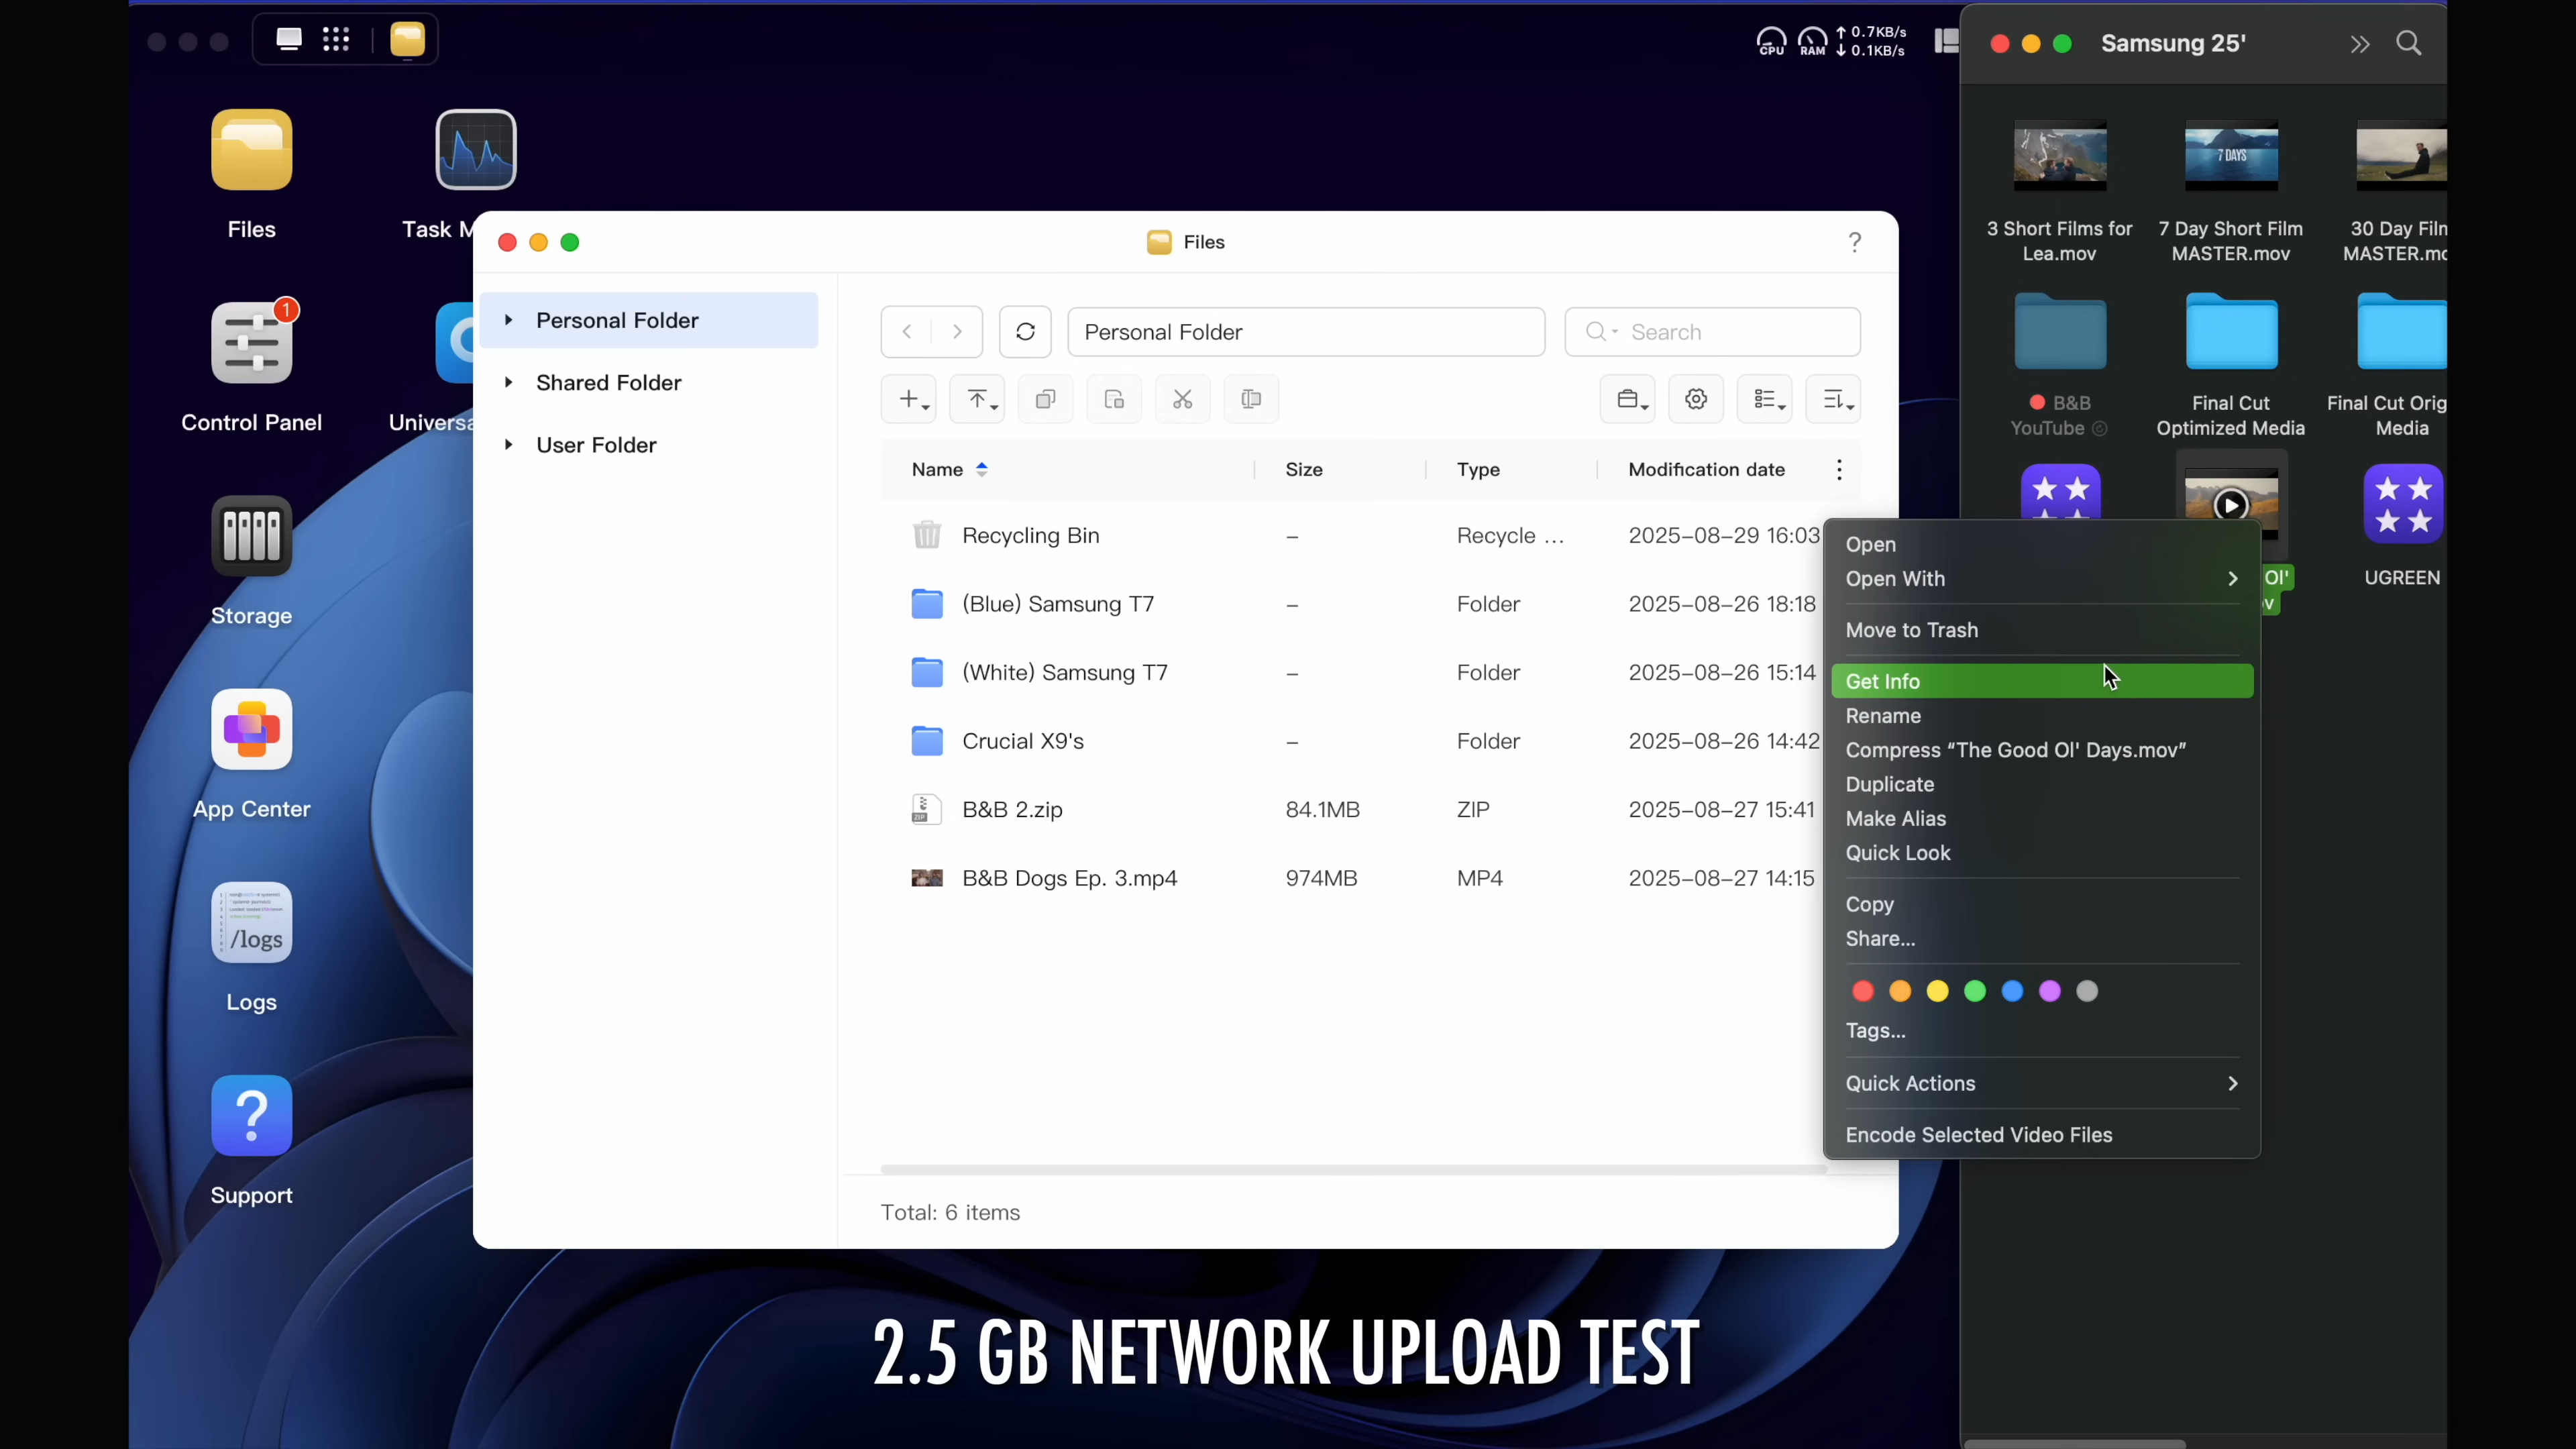 CPU
RAM
↑ 0.7KB/s
↓ 0.1KB/s
Samsung 25'
Files
Task M
Control Panel
1
Universa
Storage
App Center
/logs
Logs
?
Support
Files
?
Personal Folder
Shared Folder
User Folder
Personal Folder
Search
Name Size Type Modification date
Recycling Bin – Recycle ... 2025-08-29 16:03
(Blue) Samsung T7 – Folder 2025-08-26 18:18
(White) Samsung T7 – Folder 2025-08-26 15:14
Crucial X9's – Folder 2025-08-26 14:42
ZIP
B&B 2.zip 84.1MB ZIP 2025-08-27 15:41
B&B Dogs Ep. 3.mp4 974MB MP4 2025-08-27 14:15
Total: 6 items
7 DAYS
3 Short Films for
Lea.mov
7 Day Short Film
MASTER.mov
30 Day Film
MASTER.mo
B&B
YouTube
Final Cut
Optimized Media
Final Cut Orig
Media
Ol'
v
UGREEN
Open
Open With
Move to Trash
Get Info
Rename
Compress “The Good Ol' Days.mov”
Duplicate
Make Alias
Quick Look
Copy
Share...
Tags...
Quick Actions
Encode Selected Video Files
2.5 GB NETWORK UPLOAD TEST